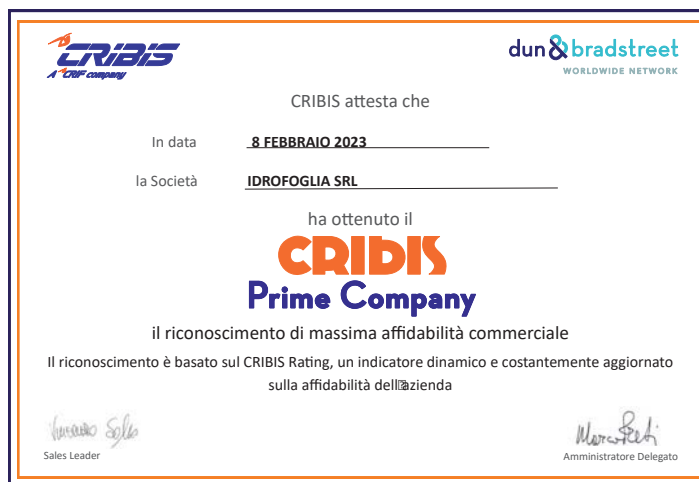 CRIBIS
A CRIF company
dun & bradstreet
WORLDWIDE NETWORK
CRIBIS attesta che
In data 8 FEBBRAIO 2023
la Società IDROFOGLIA SRL
ha ottenuto il
CRIBIS
Prime Company
il riconoscimento di massima affidabilità commerciale
Il riconoscimento è basato sul CRIBIS Rating, un indicatore dinamico e costantemente aggiornato
sulla affidabilità dell azienda
Sales Leader
Amministratore Delegato